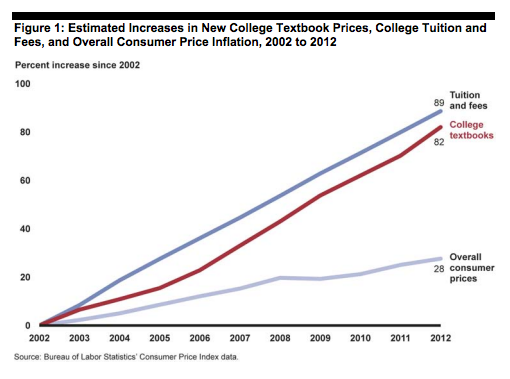 Figure 1: Estimated Increases in New College Textbook Prices, College Tuition and
Fees, and Overall Consumer Price Inflation, 2002 to 2012
Percent increase since 2002
100
80
60
40
20
0
89
Tuition
and fees
College
textbooks
82
Overall
consumer
prices
28
2002 2003 2004 2005 2006 2007 2008 2009 2010 2011 2012
Source: Bureau of Labor Statistics' Consumer Price Index data.